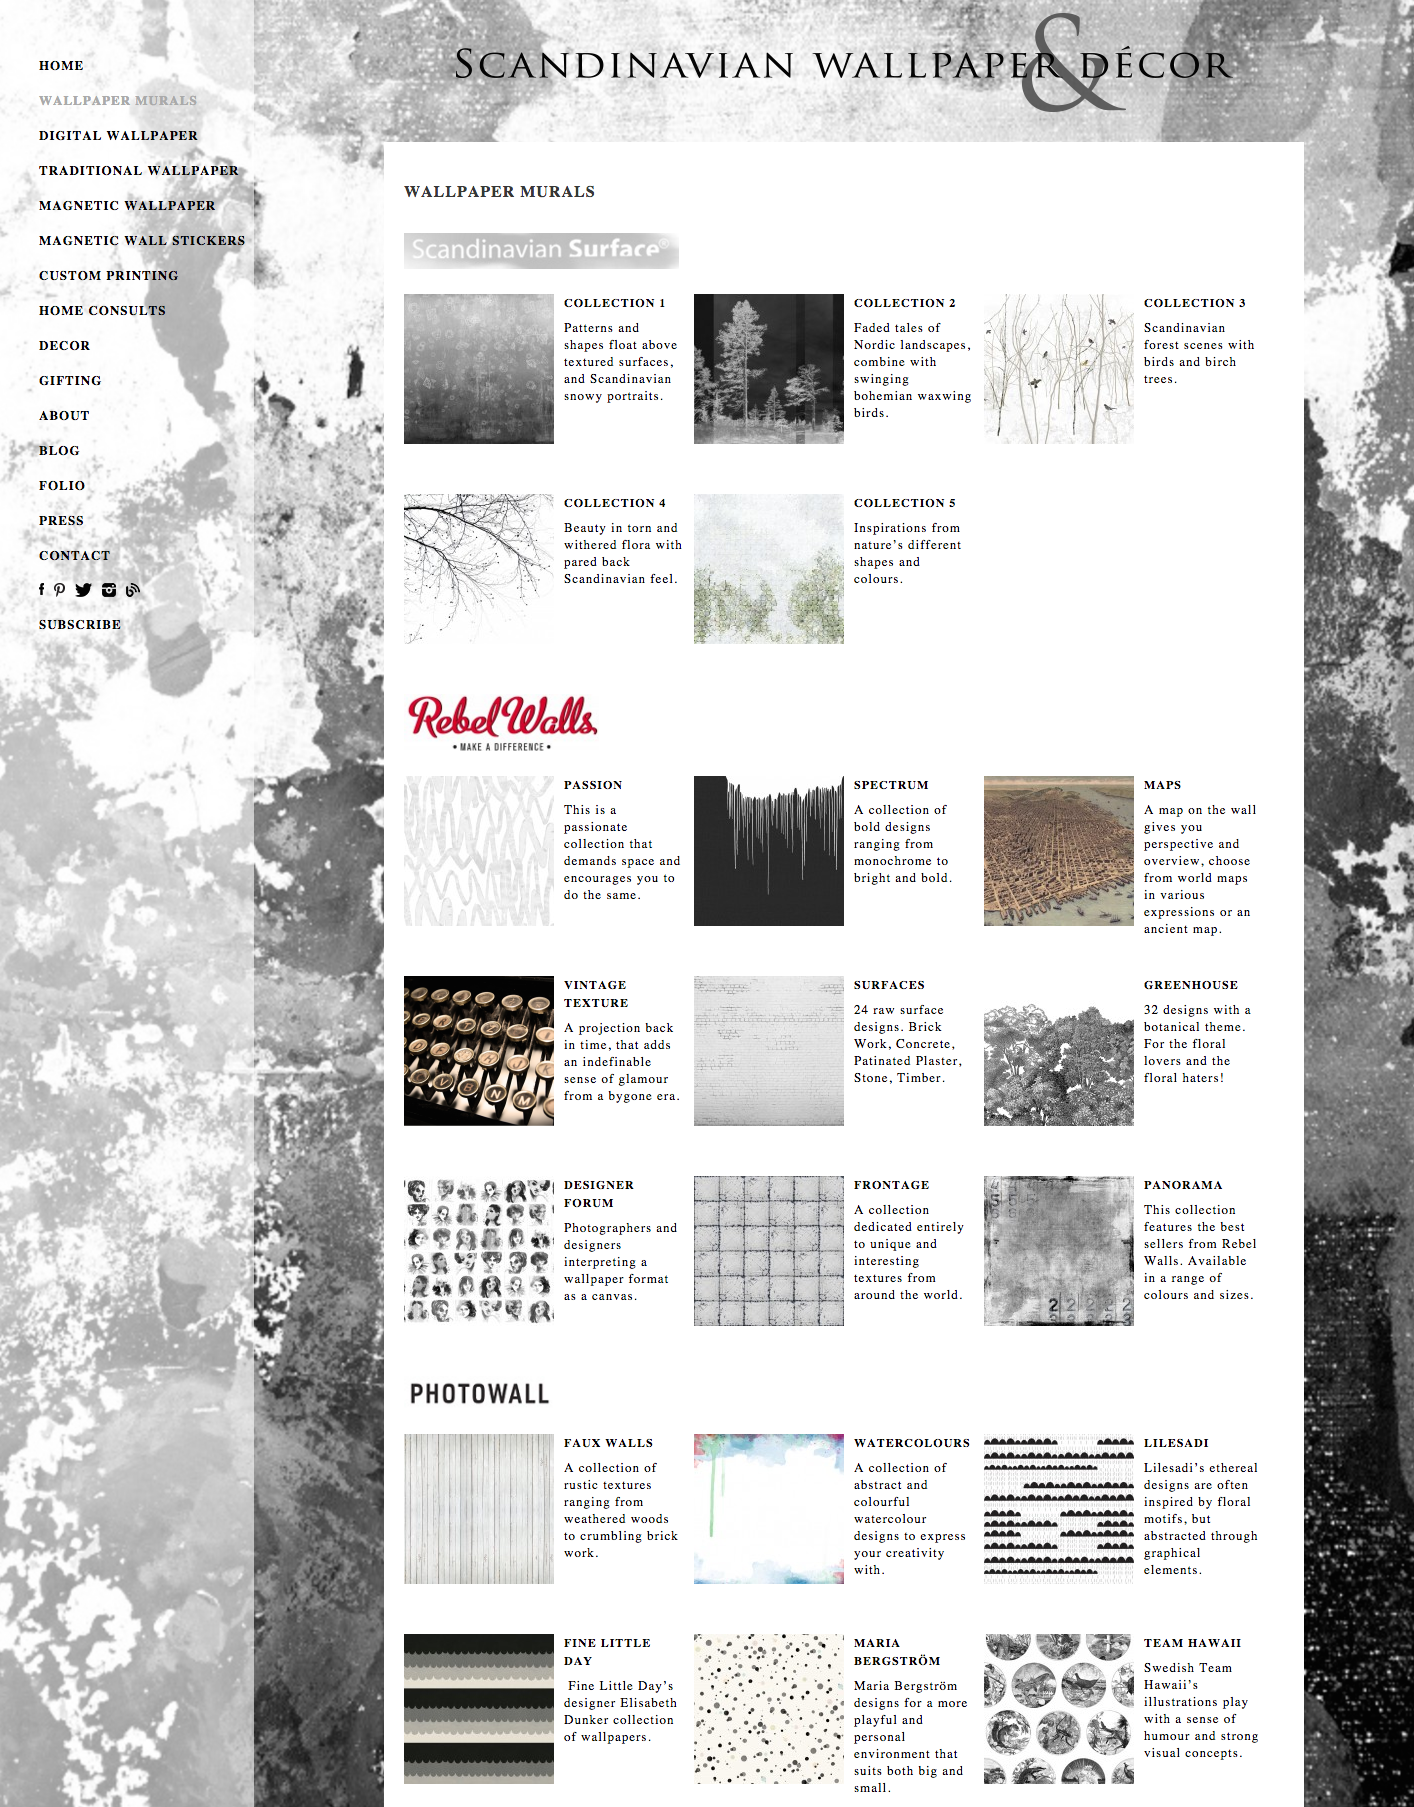 SCANDINAVIAN WALLPAPER & DÉCOR
HOME
WALLPAPER MURALS
DIGITAL WALLPAPER
TRADITIONAL WALLPAPER
MAGNETIC WALLPAPER
MAGNETIC WALL STICKERS
CUSTOM PRINTING
HOME CONSULTS
DECOR
GIFTING
ABOUT
BLOG
FOLIO
PRESS
CONTACT
SUBSCRIBE
WALLPAPER MURALS
Scandinavian Surface®
COLLECTION 1
Patterns and
shapes float above
textured surfaces,
and Scandinavian
snowy portraits.
COLLECTION 2
Faded tales of
Nordic landscapes,
combine with
swinging
bohemian waxwing
birds.
COLLECTION 3
Scandinavian
forest scenes with
birds and birch
trees.
COLLECTION 4
Beauty in torn and
withered flora with
pared back
Scandinavian feel.
COLLECTION 5
Inspirations from
nature’s different
shapes and
colours.
Rebel Walls
• MAKE A DIFFERENCE •
PASSION
This is a
passionate
collection that
demands space and
encourages you to
do the same.
SPECTRUM
A collection of
bold designs
ranging from
monochrome to
bright and bold.
MAPS
A map on the wall
gives you
perspective and
overview, choose
from world maps
in various
expressions or an
ancient map.
VINTAGE
TEXTURE
A projection back
in time, that adds
an indefinable
sense of glamour
from a bygone era.
SURFACES
24 raw surface
designs. Brick
Work, Concrete,
Patinated Plaster,
Stone, Timber.
GREENHOUSE
32 designs with a
botanical theme.
For the floral
lovers and the
floral haters!
DESIGNER
FORUM
Photographers and
designers
interpreting a
wallpaper format
as a canvas.
FRONTAGE
A collection
dedicated entirely
to unique and
interesting
textures from
around the world.
PANORAMA
This collection
features the best
sellers from Rebel
Walls. Available
in a range of
colours and sizes.
PHOTOWALL
FAUX WALLS
A collection of
rustic textures
ranging from
weathered woods
to crumbling brick
work.
WATERCOLOURS
A collection of
abstract and
colourful
watercolour
designs to express
your creativity
with.
LILESADI
Lilesadi’s ethereal
designs are often
inspired by floral
motifs, but
abstracted through
graphical
elements.
FINE LITTLE
DAY
Fine Little Day’s
designer Elisabeth
Dunker collection
of wallpapers.
MARIA
BERGSTRÖM
Maria Bergström
designs for a more
playful and
personal
environment that
suits both big and
small.
TEAM HAWAII
Swedish Team
Hawaii’s
illustrations play
with a sense of
humour and strong
visual concepts.